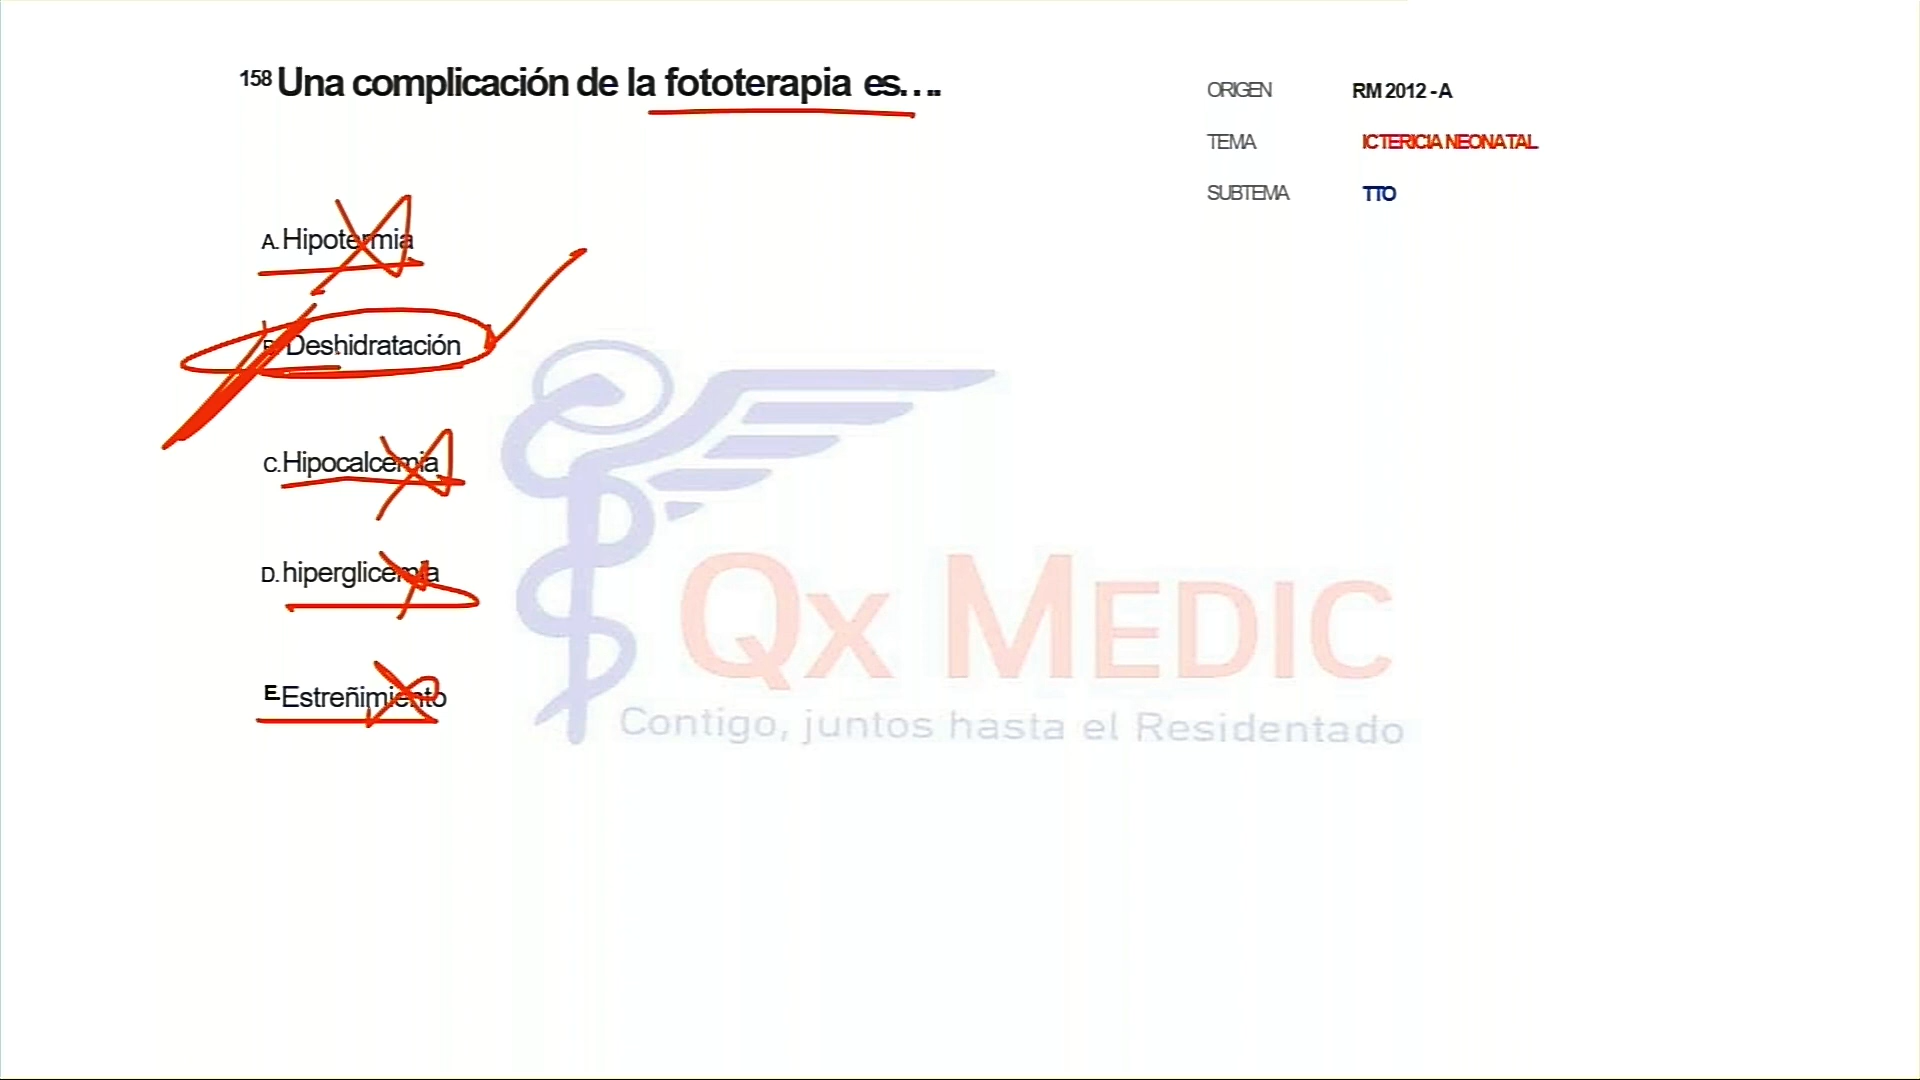 158 Una complicación de la fototerapia es....
ORIGEN RM 2012 - A
TEMA ICTERICIA NEONATAL
SUBTEMA TTO
A. Hipotermia
B. Deshidratación
C. Hipocalcemia
D. hiperglicemia
E. Estreñimiento
QX MEDIC
Contigo, juntos hasta el Residentado